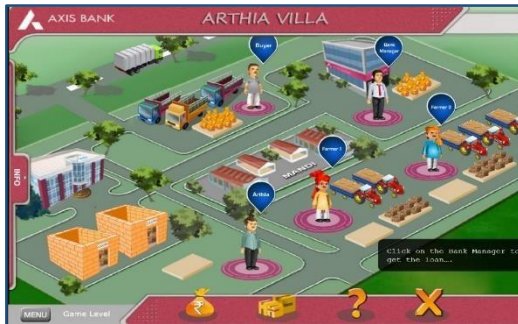 AXIS BANK
ARTHIA VILLA
Buyer
Bank
Manager
Farmer 2
Farmer 1
MANDI
Arthia
INFO
Click on the Bank Manager to
get the loan...
₹
?
X
MENU
Game Level